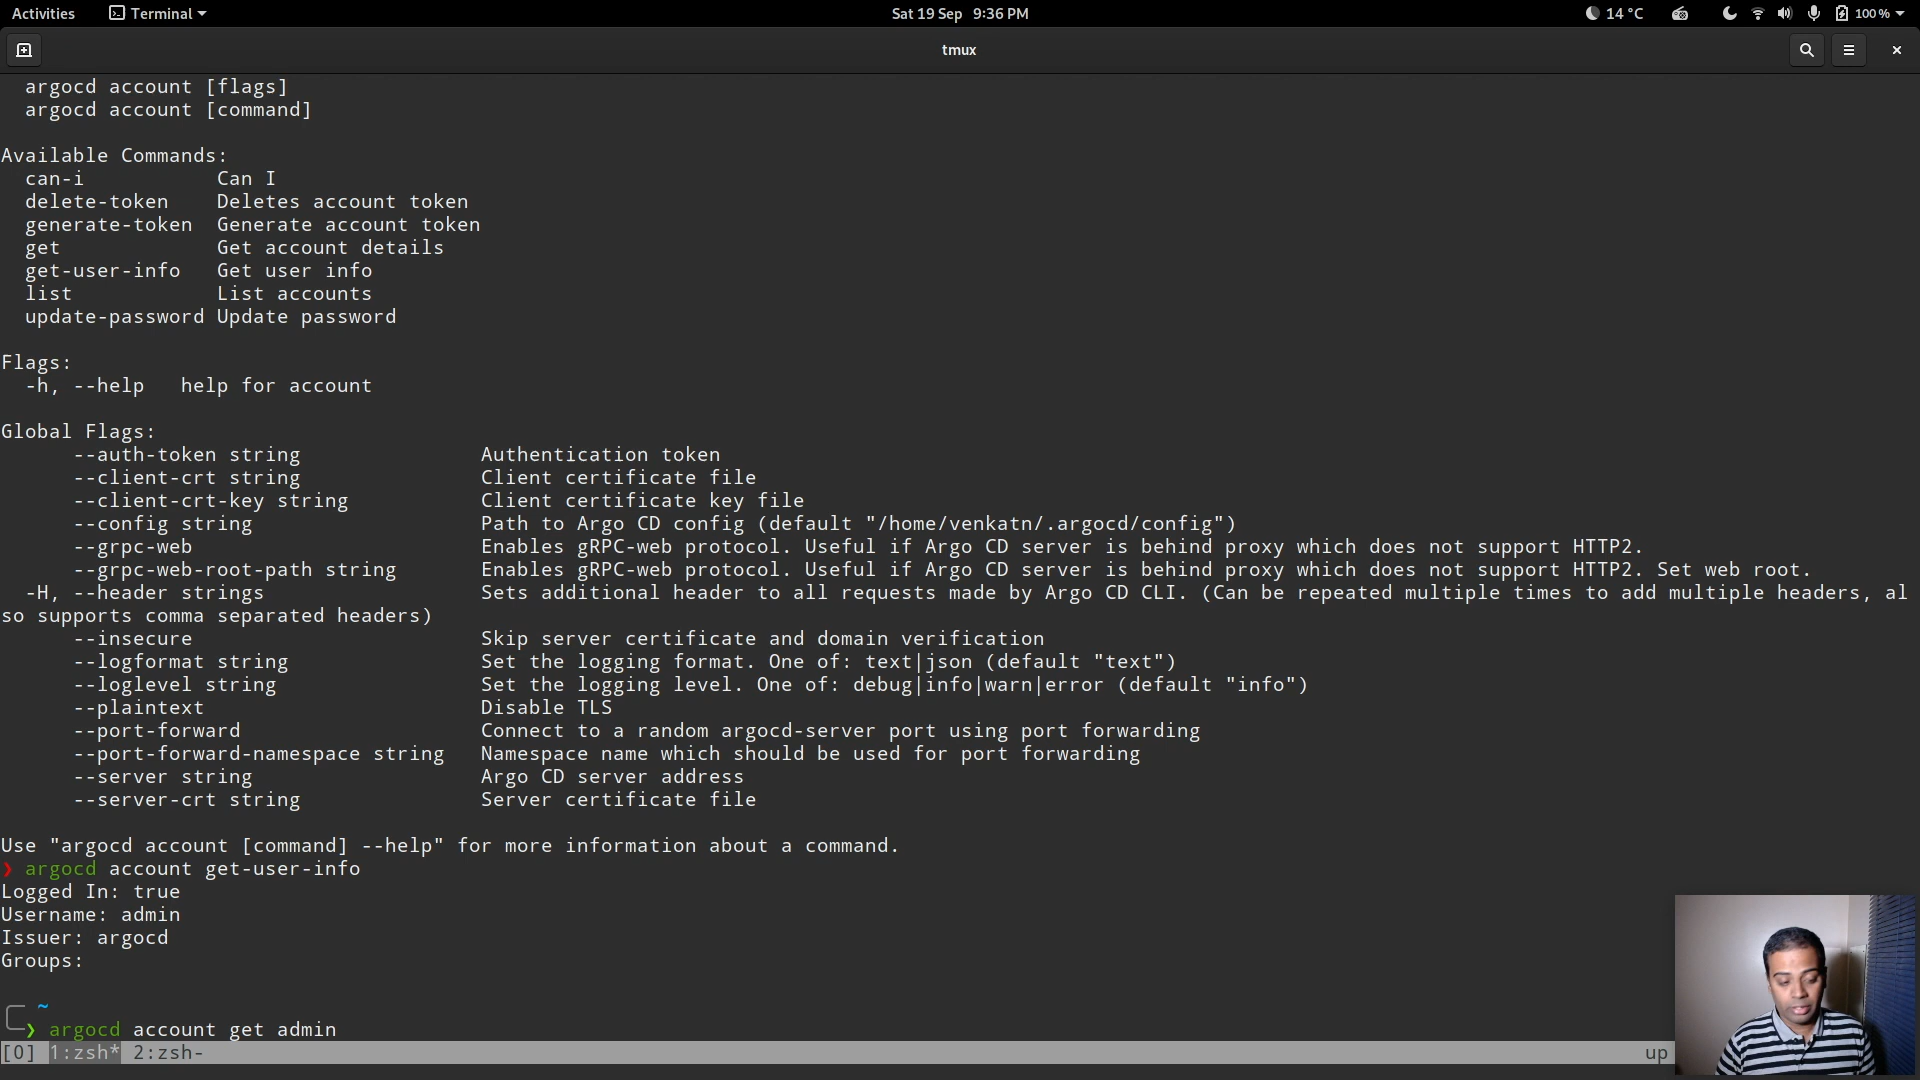 Activities Terminal Sat 19 Sep 9:36 PM 14 °C 100 %
tmux
argocd account [flags]
argocd account [command]
Available Commands:
can-i Can I
delete-token Deletes account token
generate-token Generate account token
get Get account details
get-user-info Get user info
list List accounts
update-password Update password
Flags:
-h, --help help for account
Global Flags:
--auth-token string Authentication token
--client-crt string Client certificate file
--client-crt-key string Client certificate key file
--config string Path to Argo CD config (default "/home/venkatn/.argocd/config")
--grpc-web Enables gRPC-web protocol. Useful if Argo CD server is behind proxy which does not support HTTP2.
--grpc-web-root-path string Enables gRPC-web protocol. Useful if Argo CD server is behind proxy which does not support HTTP2. Set web root.
-H, --header strings Sets additional header to all requests made by Argo CD CLI. (Can be repeated multiple times to add multiple headers, al
so supports comma separated headers)
--insecure Skip server certificate and domain verification
--logformat string Set the logging format. One of: text|json (default "text")
--loglevel string Set the logging level. One of: debug|info|warn|error (default "info")
--plaintext Disable TLS
--port-forward Connect to a random argocd-server port using port forwarding
--port-forward-namespace string Namespace name which should be used for port forwarding
--server string Argo CD server address
--server-crt string Server certificate file
Use "argocd account [command] --help" for more information about a command.
❯ argocd account get-user-info
Logged In: true
Username: admin
Issuer: argocd
Groups:
~
❯ argocd account get admin
[0] 1:zsh* 2:zsh- up